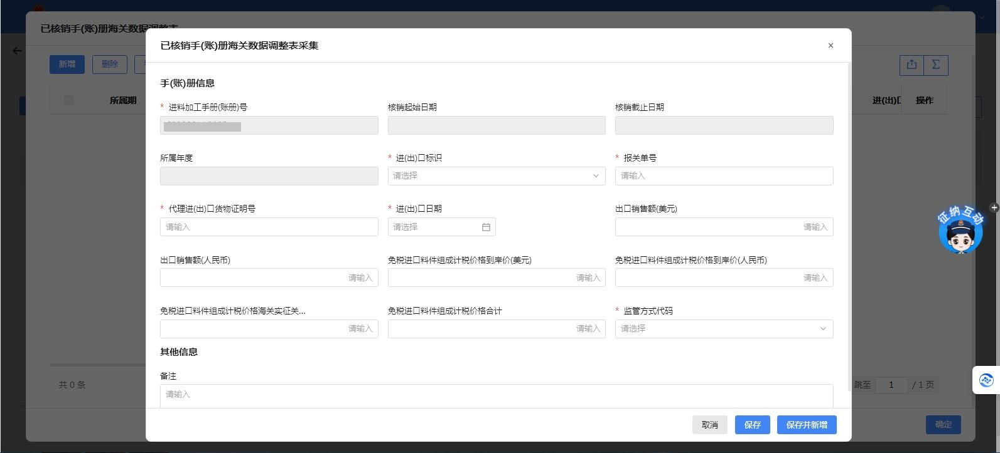 已核销手(账)册海关数据调整表
已核销手(账)册海关数据调整表采集
新增
删除
手(账)册信息
所属期
进(出)口
操作
* 进料加工手册(账册)号
核销起始日期
核销截止日期
所属年度
* 进(出)口标识
* 报关单号
请选择
请输入
* 代理进(出)口货物证明号
* 进(出)口日期
出口销售额(美元)
请输入
请选择
请输入
出口销售额(人民币)
免税进口料件组成计税价格到岸价(美元)
免税进口料件组成计税价格到岸价(人民币)
请输入
请输入
请输入
免税进口料件组成计税价格海关实征关...
免税进口料件组成计税价格合计
* 监管方式代码
请输入
请输入
请选择
其他信息
备注
请输入
共 0 条
跳至 1 / 1 页
取消
保存
保存并新增
确定
征纳互动